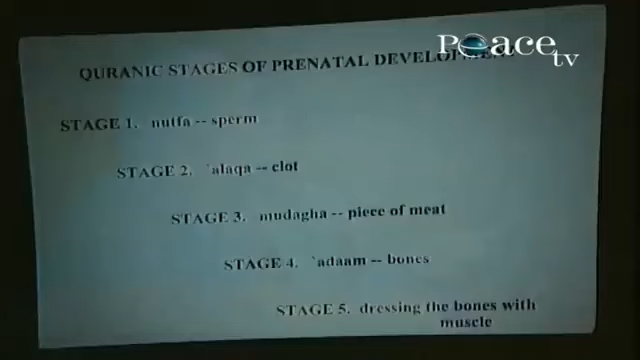 Peace
tv
QURANIC STAGES OF PRENATAL DEVELOPMENT
STAGE 1. nutfa -- sperm
STAGE 2. `alaqa -- clot
STAGE 3. mudagha -- piece of meat
STAGE 4. `adaam -- bones
STAGE 5. dressing the bones with
muscle